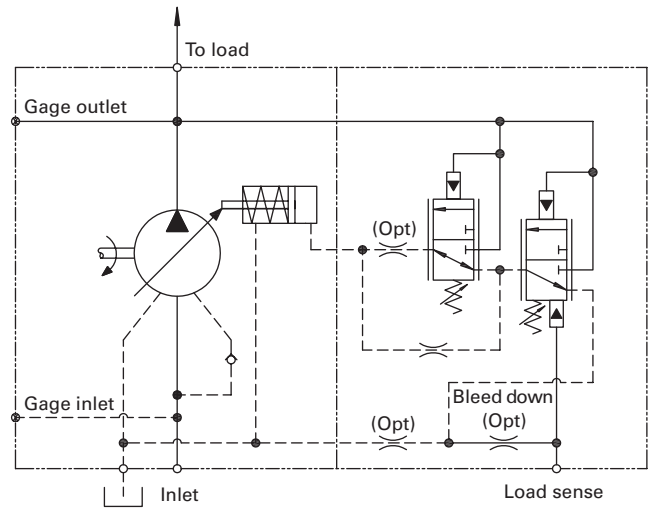 To load
Gage outlet
(Opt)
Gage inlet
Bleed down
(Opt)
(Opt)
Inlet
Load sense